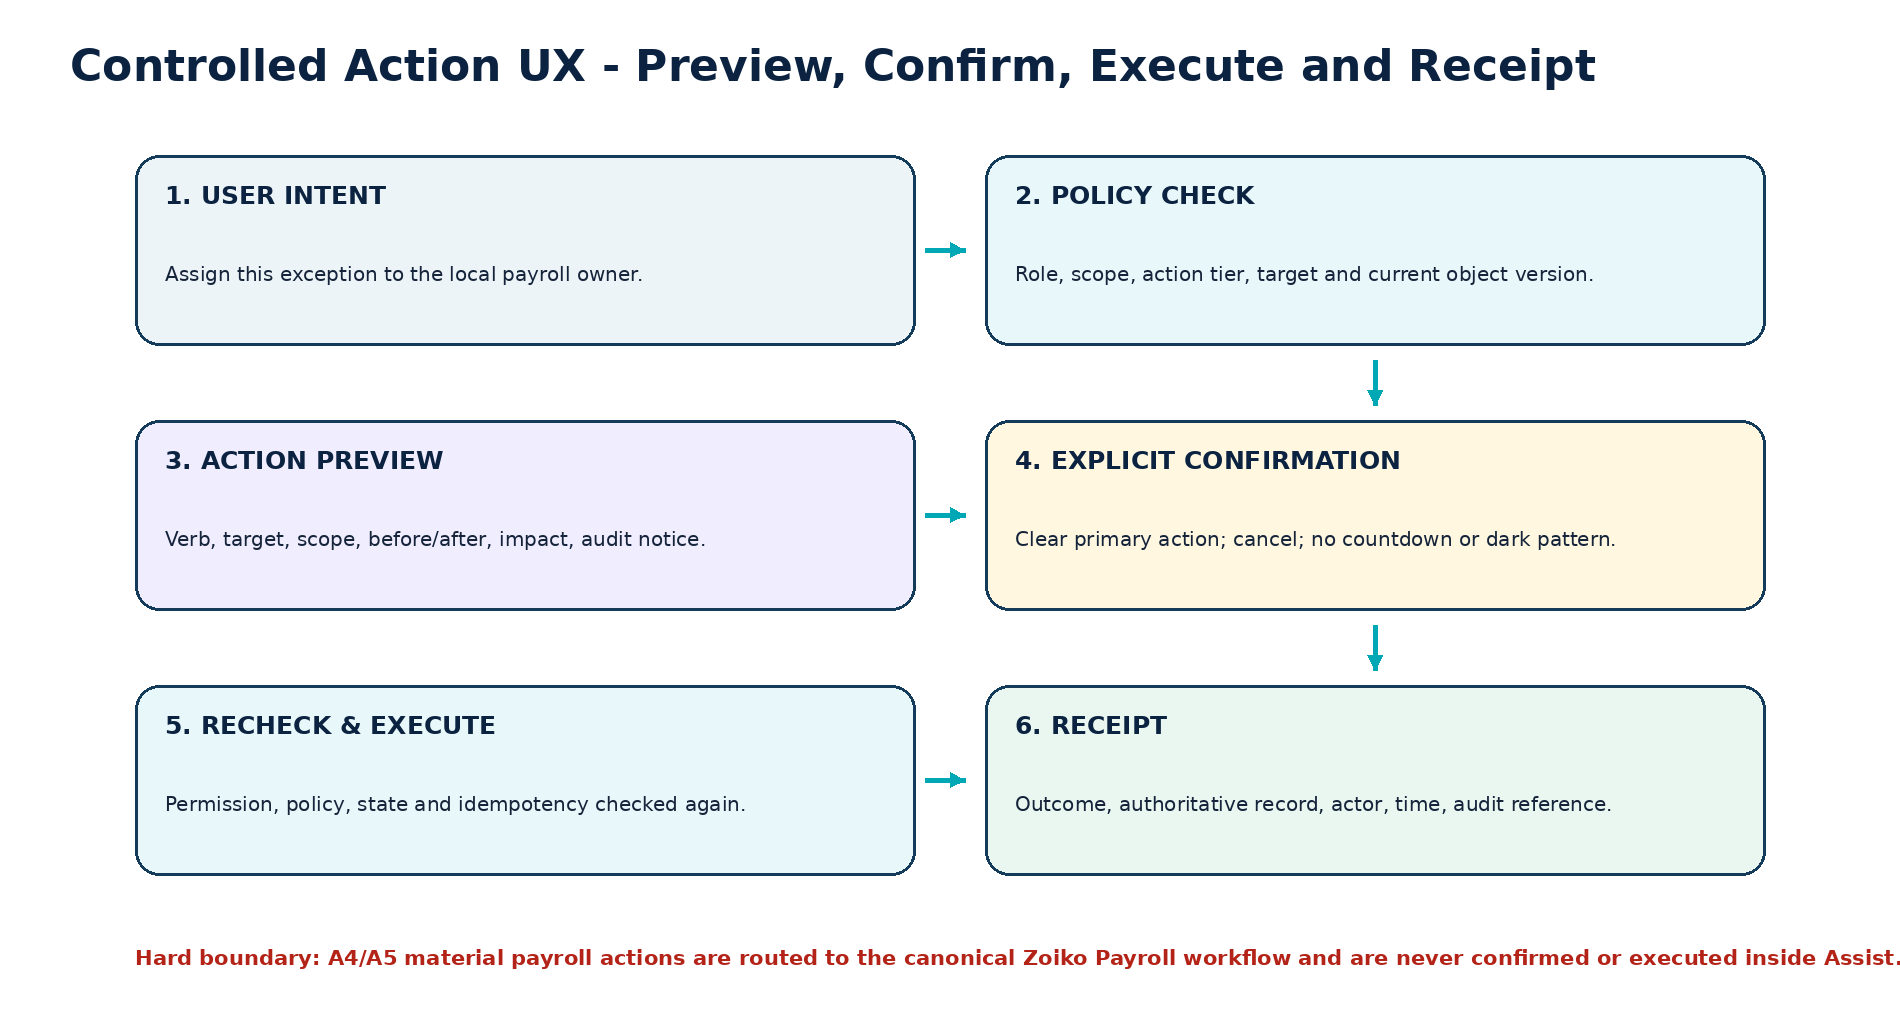 Controlled Action UX - Preview, Confirm, Execute and Receipt
1. USER INTENT
Assign this exception to the local payroll owner.
2. POLICY CHECK
Role, scope, action tier, target and current object version.
3. ACTION PREVIEW
Verb, target, scope, before/after, impact, audit notice.
4. EXPLICIT CONFIRMATION
Clear primary action; cancel; no countdown or dark pattern.
5. RECHECK & EXECUTE
Permission, policy, state and idempotency checked again.
6. RECEIPT
Outcome, authoritative record, actor, time, audit reference.
Hard boundary: A4/A5 material payroll actions are routed to the canonical Zoiko Payroll workflow and are never confirmed or executed inside Assist.